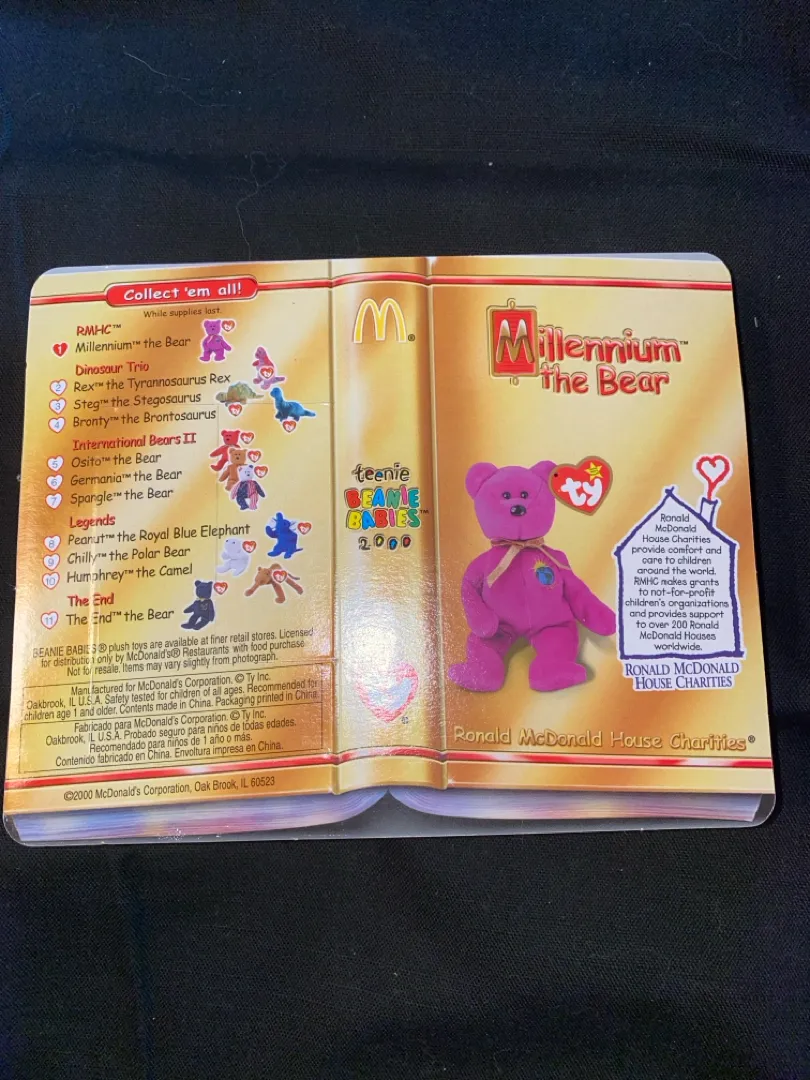 Collect 'em all!
While supplies last.
RMHC™
1 Millennium™ the Bear
Dinosaur Trio
2 Rex™ the Tyrannosaurus Rex
3 Steg™ the Stegosaurus
4 Bronty™ the Brontosaurus
International Bears II
5 Osito™ the Bear
6 Germania™ the Bear
7 Spangle™ the Bear
Legends
8 Peanut™ the Royal Blue Elephant
9 Chilly™ the Polar Bear
10 Humphrey™ the Camel
The End
11 The End™ the Bear
BEANIE BABIES® plush toys are available at finer retail stores. Licensed
for distribution only by McDonald's® Restaurants with food purchase.
Not for resale. Items may vary slightly from photograph.
Manufactured for McDonald's Corporation. © Ty Inc.
Oakbrook, IL U.S.A. Safety tested for children of all ages. Recommended for
children age 1 and older. Contents made in China. Packaging printed in China.
Fabricado para McDonald's Corporation. © Ty Inc.
Oakbrook, IL U.S.A. Probado seguro para niños de todas edades.
Recomendado para niños de 1 año o más.
Contenido fabricado en China. Envoltura impresa en China.
©2000 McDonald's Corporation, Oak Brook, IL 60523
M®
teenie
BEANIE
BABIES™
2000
Millennium™
the Bear
ty
Ronald
McDonald
House Charities
provide comfort and
care to children
around the world.
RMHC makes grants
to not-for-profit
children's organizations
and provides support
to over 200 Ronald
McDonald Houses
worldwide.
RONALD MCDONALD
HOUSE CHARITIES
Ronald McDonald House Charities®